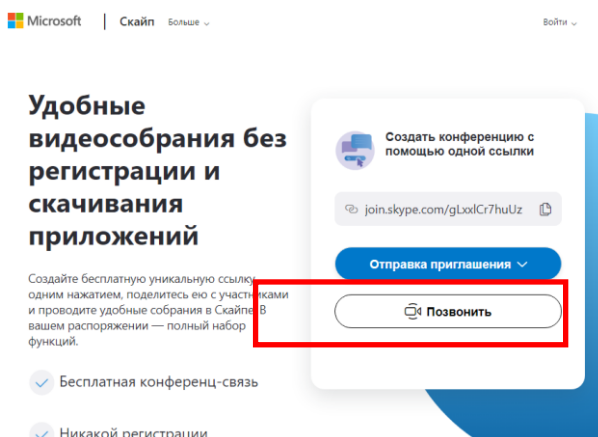 Microsoft
Скайп
Больше
Войти
Удобные
видеособрания без
регистрации и
скачивания
приложений
Создайте бесплатную уникальную ссылку
одним нажатием, поделитесь ею с участниками
и проводите удобные собрания в Скайпе. В
вашем распоряжении — полный набор
функций.
Бесплатная конференц-связь
Никакой регистрации
Создать конференцию с
помощью одной ссылки
join.skype.com/gLxxlCr7huUz
Отправка приглашения
Позвонить